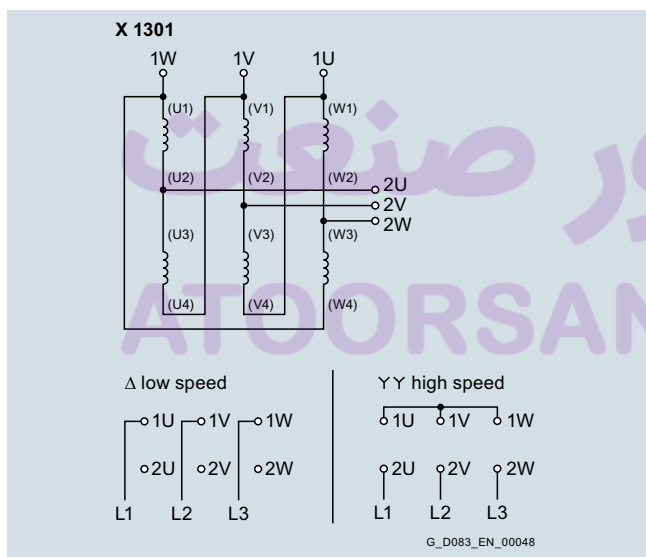 X 1301
1W 1V 1U
(U1) (V1) (W1)
(U2) (V2) (W2)
2U
2V
2W
(U3) (V3) (W3)
(U4) (V4) (W4)
ور صنعت
ATOORSAN
Δ low speed
YY high speed
1U 1V 1W
1U 1V 1W
2U 2V 2W
2U 2V 2W
L1 L2 L3
L1 L2 L3
G_D083_EN_00048